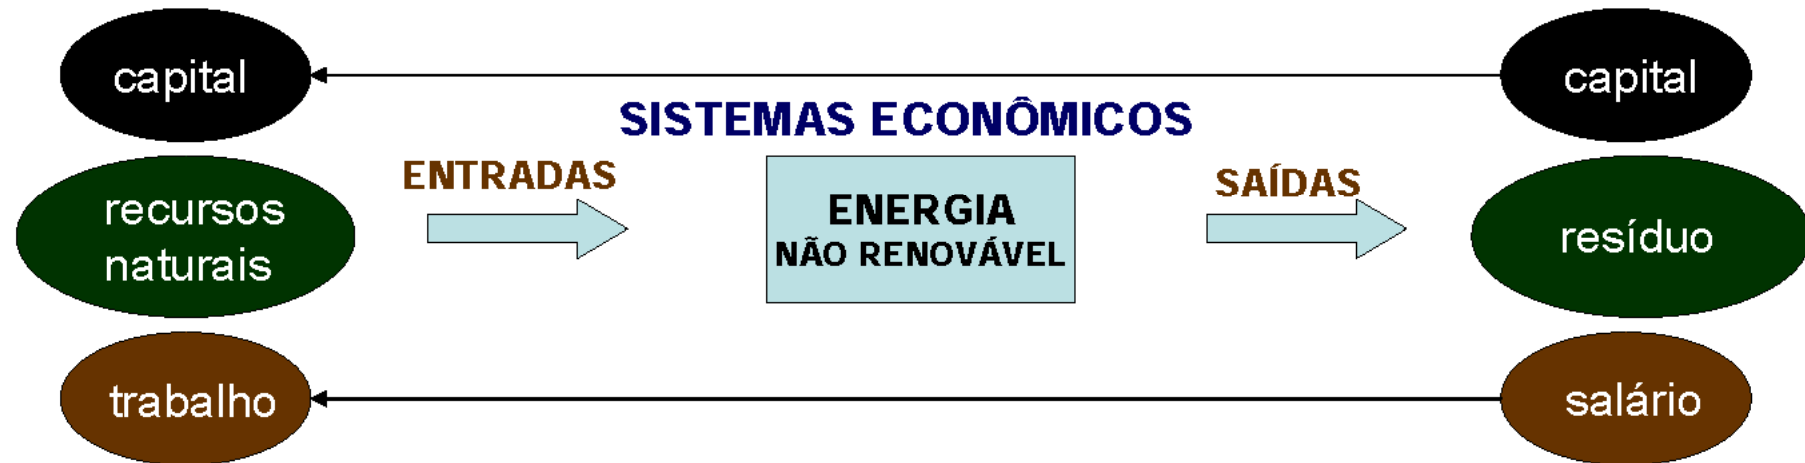 capital
capital
SISTEMAS ECONÔMICOS
ENTRADAS
SAÍDAS
recursos
naturais
ENERGIA
NÃO RENOVÁVEL
resíduo
trabalho
salário